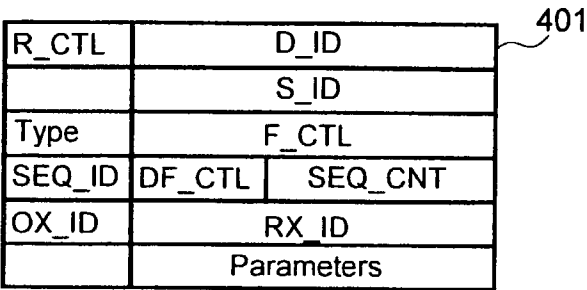 401
R_CTL D_ID
S_ID
Type F_CTL
SEQ_ID DF_CTL SEQ_CNT
OX_ID RX_ID
Parameters